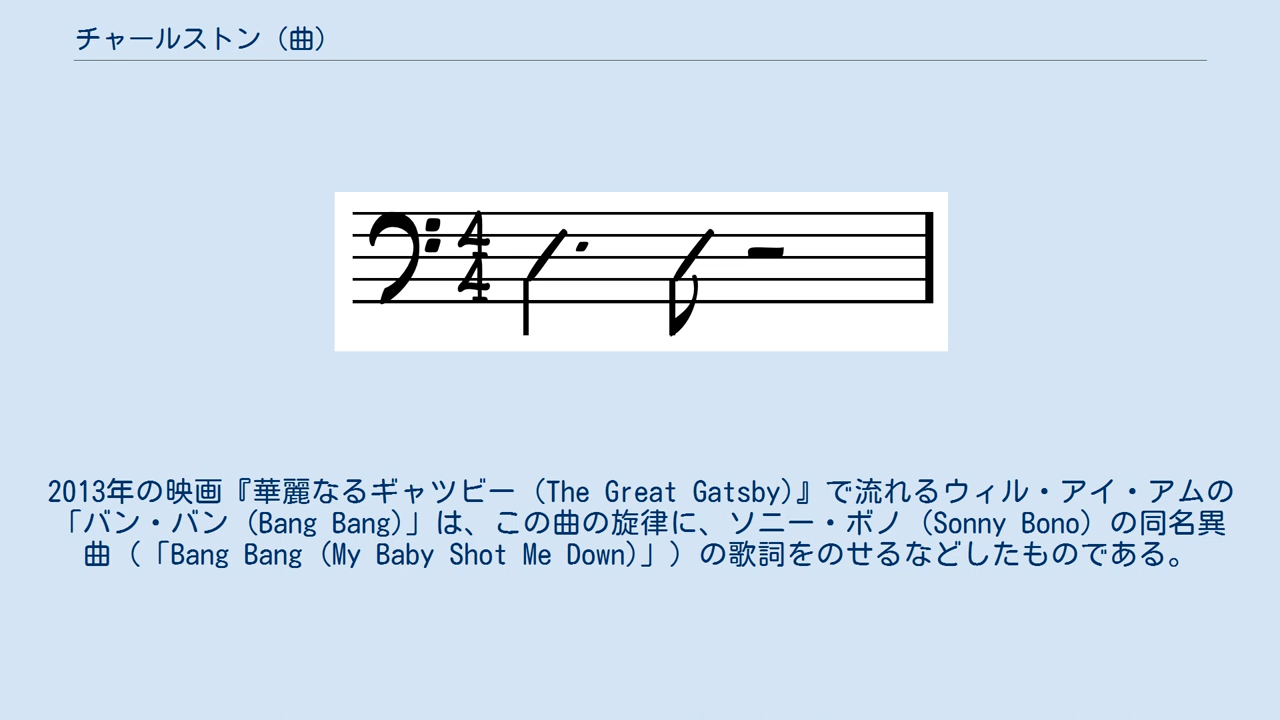 チャールストン（曲）
4
4
2013年の映画『華麗なるギャツビー（The Great Gatsby)』で流れるウィル・アイ・アムの
「バン・バン（Bang Bang)」は、この曲の旋律に、ソニー・ボノ（Sonny Bono）の同名異
曲（「Bang Bang（My Baby Shot Me Down)」）の歌詞をのせるなどしたものである。